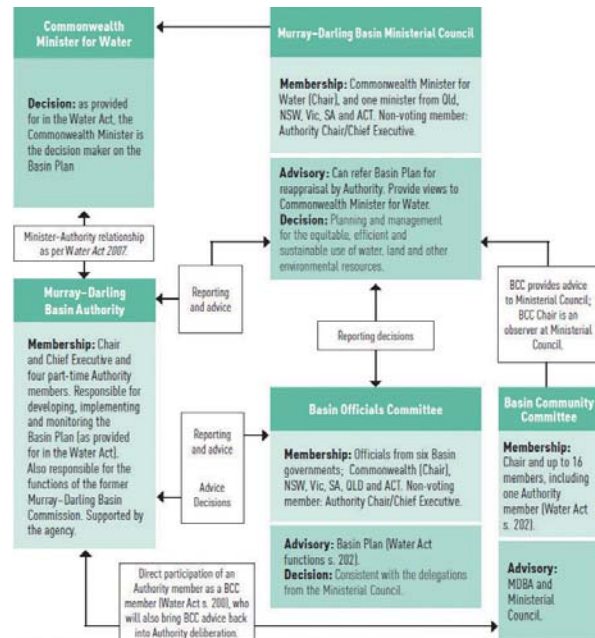 Commonwealth
Minister for Water
Decision: as provided
for in the Water Act, the
Commonwealth Minister is
the decision maker on the
Basin Plan
Murray–Darling Basin Ministerial Council
Membership: Commonwealth Minister for
Water (Chair), and one minister from Qld,
NSW, Vic, SA and ACT. Non-voting member:
Authority Chair/Chief Executive.
Advisory: Can refer Basin Plan for
reappraisal by Authority. Provide views to
Commonwealth Minister for Water.
Decision: Planning and management
for the equitable, efficient and
sustainable use of water, land and other
environmental resources.
Minister-Authority relationship
as per Water Act 2007.
Reporting
and advice
BCC provides advice
to Ministerial Council;
BCC Chair is an
observer at Ministerial
Council.
Murray–Darling
Basin Authority
Membership: Chair
and Chief Executive and
four part-time Authority
members. Responsible for
developing, implementing
and monitoring the
Basin Plan (as provided
for in the Water Act).
Also responsible for the
functions of the former
Murray-Darling Basin
Commission. Supported by
the agency.
Reporting decisions
Reporting
and advice
Advice
Decisions
Basin Officials Committee
Membership: Officials from six Basin
governments; Commonwealth (Chair),
NSW, Vic, SA, QLD and ACT. Non-voting
member: Authority Chair/Chief Executive.
Advisory: Basin Plan (Water Act
functions s. 202).
Decision: Consistent with the delegations
from the Ministerial Council.
Basin Community
Committee
Membership:
Chair and up to 16
members, including
one Authority
member (Water Act
s. 202).
Advisory:
MDBA and
Ministerial
Council.
Direct participation of an
Authority member as a BCC
member (Water Act s. 200), who
will also bring BCC advice back
into Authority deliberation.